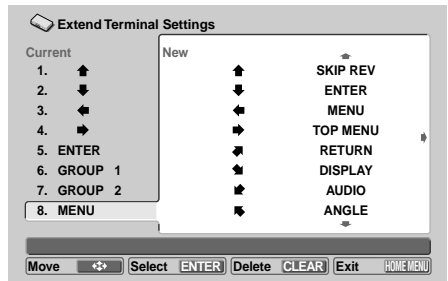 Extend Terminal Settings
Current New
1. ⬆ ⬆ SKIP REV
2. ⬇ ⬇ ENTER
3. ⬅ ⬅ MENU
4. ➡ ➡ TOP MENU
5. ENTER RETURN
6. GROUP 1 DISPLAY
7. GROUP 2 AUDIO
8. MENU ANGLE
Move Select ENTER Delete CLEAR Exit HOME MENU